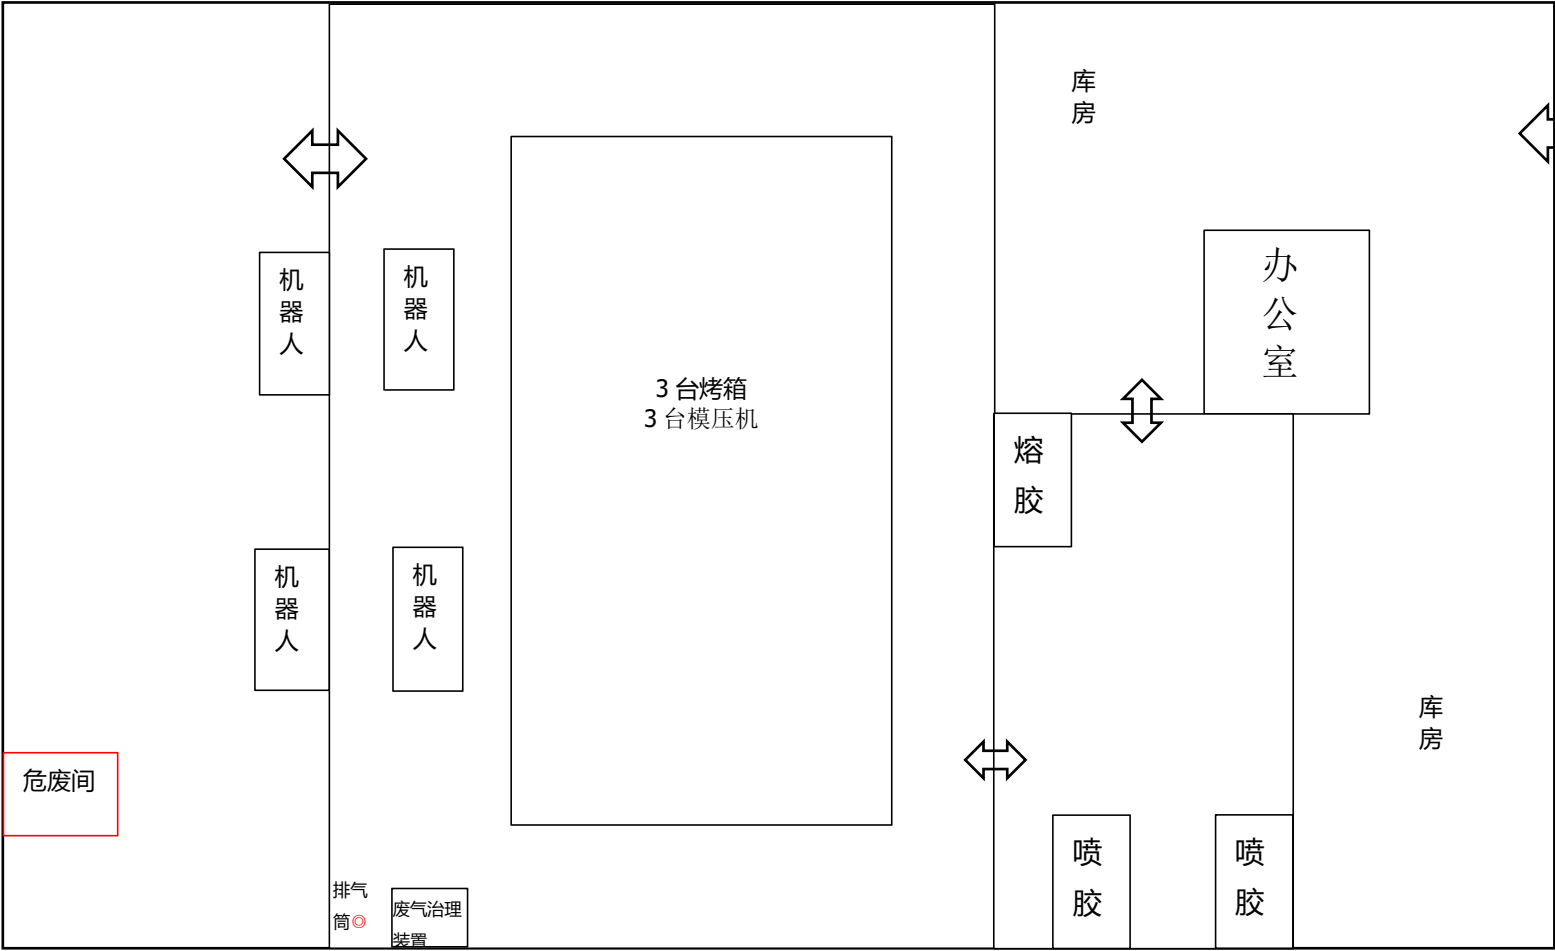 库
房
办
公
室
机
器
人
机
器
人
3 台烤箱
3 台模压机
熔
胶
机
器
人
机
器
人
库
房
危废间
喷
胶
喷
胶
排气
筒◎
废气治理
装置